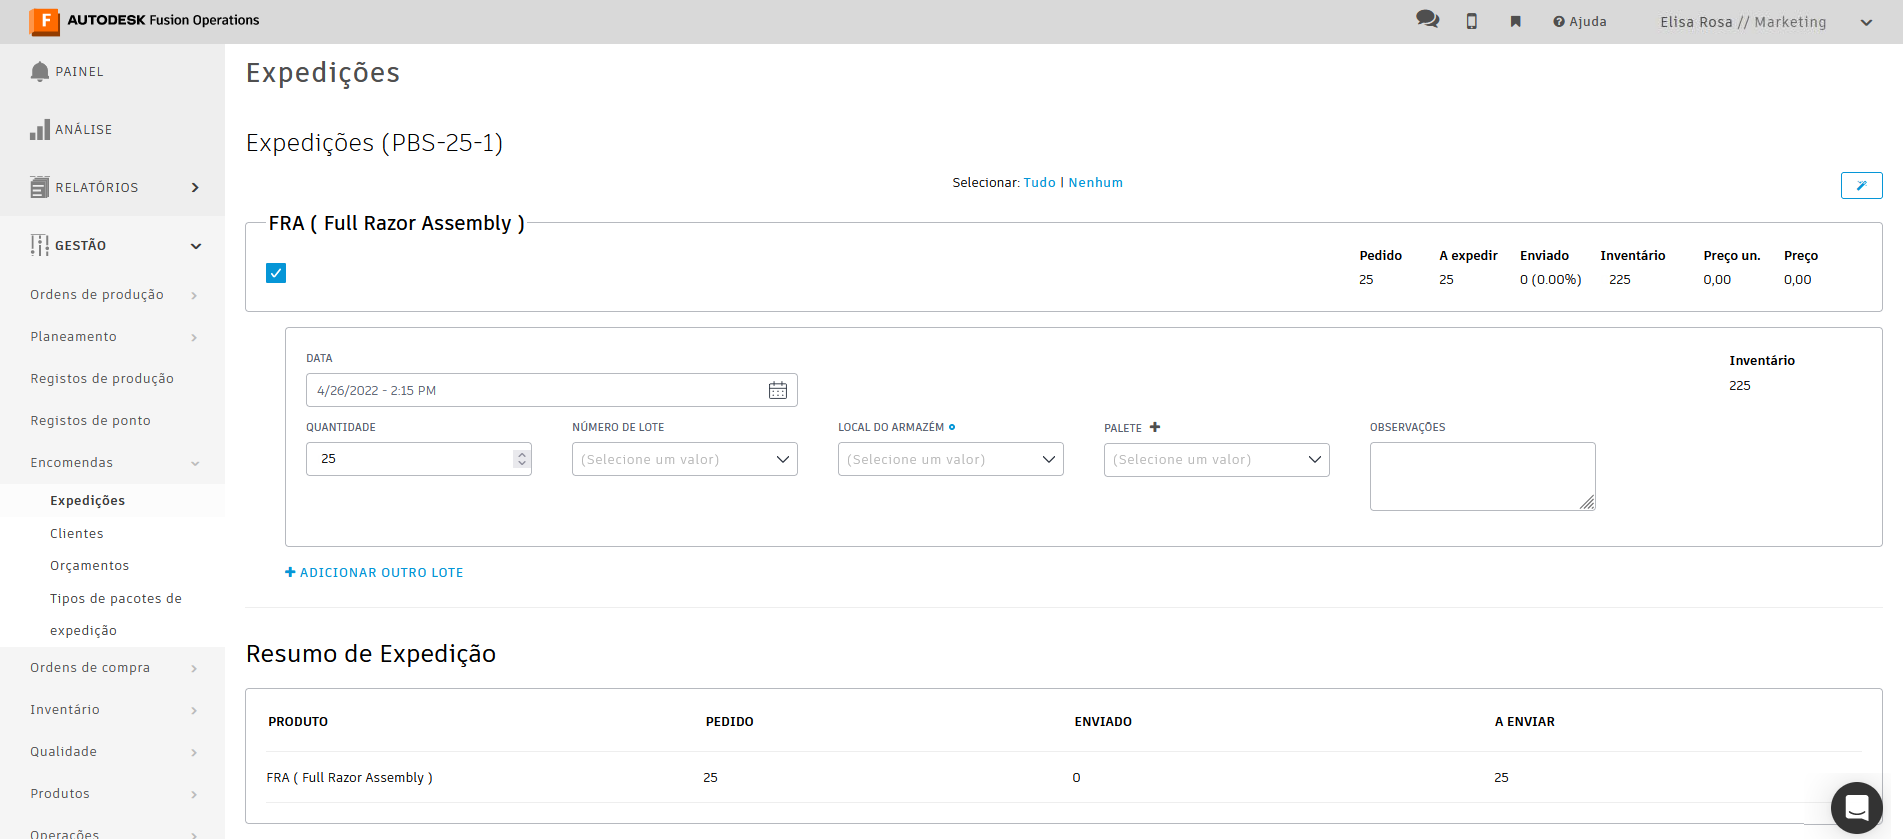 AUTODESK Fusion Operations
Ajuda
Elisa Rosa // Marketing
PAINEL
ANÁLISE
RELATÓRIOS
GESTÃO
Ordens de produção
Planeamento
Registos de produção
Registos de ponto
Encomendas
Expedições
Clientes
Orçamentos
Tipos de pacotes de
expedição
Ordens de compra
Inventário
Qualidade
Produtos
Operações
Expedições
Expedições (PBS-25-1)
Selecionar: Tudo | Nenhum
FRA ( Full Razor Assembly )
Pedido A expedir Enviado Inventário Preço un. Preço
25 25 0 (0.00%) 225 0,00 0,00
DATA
4/26/2022 - 2:15 PM
Inventário
225
QUANTIDADE NÚMERO DE LOTE LOCAL DO ARMAZÉM PALETE OBSERVAÇÕES
25 (Selecione um valor) (Selecione um valor) (Selecione um valor)
ADICIONAR OUTRO LOTE
Resumo de Expedição
PRODUTO PEDIDO ENVIADO A ENVIAR
FRA ( Full Razor Assembly ) 25 0 25